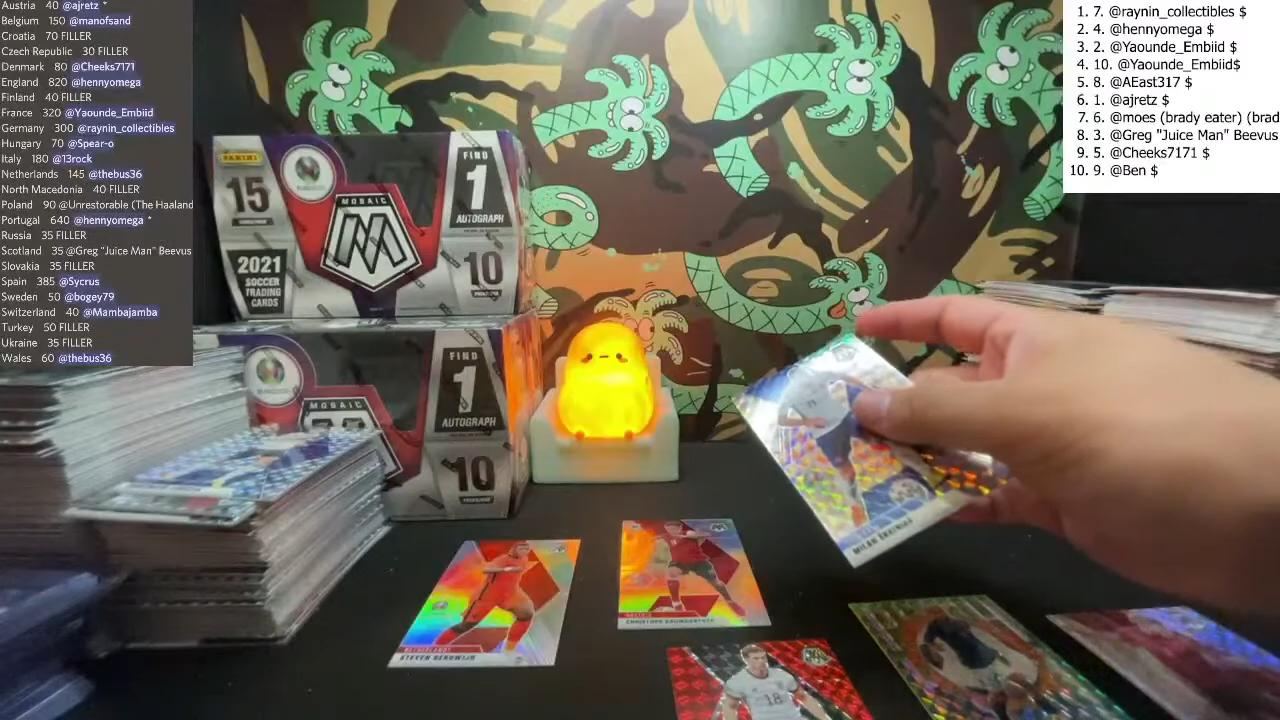 Austria 40 @ajretz *
Belgium 150 @manofsand
Croatia 70 FILLER
Czech Republic 30 FILLER
Denmark 80 @Cheeks7171
England 820 @hennyomega
Finland 40 FILLER
France 320 @Yaounde_Embiid
Germany 300 @raynin_collectibles
Hungary 70 @Spear-o
Italy 180 @13rock
Netherlands 145 @thebus36
North Macedonia 40 FILLER
Poland 90 @Unrestorable (The Haaland
Portugal 640 @hennyomega *
Russia 35 FILLER
Scotland 35 @Greg "Juice Man" Beevus
Slovakia 35 FILLER
Spain 385 @Sycrus
Sweden 50 @bogey79
Switzerland 40 @Mambajamba
Turkey 50 FILLER
Ukraine 35 FILLER
Wales 60 @thebus36
1. 7. @raynin_collectibles $
2. 4. @hennyomega $
3. 2. @Yaounde_Embiid $
4. 10. @Yaounde_Embiid$
5. 8. @AEast317 $
6. 1. @ajretz $
7. 6. @moes (brady eater) (brad
8. 3. @Greg "Juice Man" Beevus
9. 5. @Cheeks7171 $
10. 9. @Ben $
PANINI
15
2021
SOCCER
TRADING
CARDS
MOSAIC
FIND
1
AUTOGRAPH
10
MOSAIC
FIND
1
AUTOGRAPH
10
NETHERLANDS
STEVEN BERGWIJN
CHRISTOPH BAUMGARTNER
18
MILAN